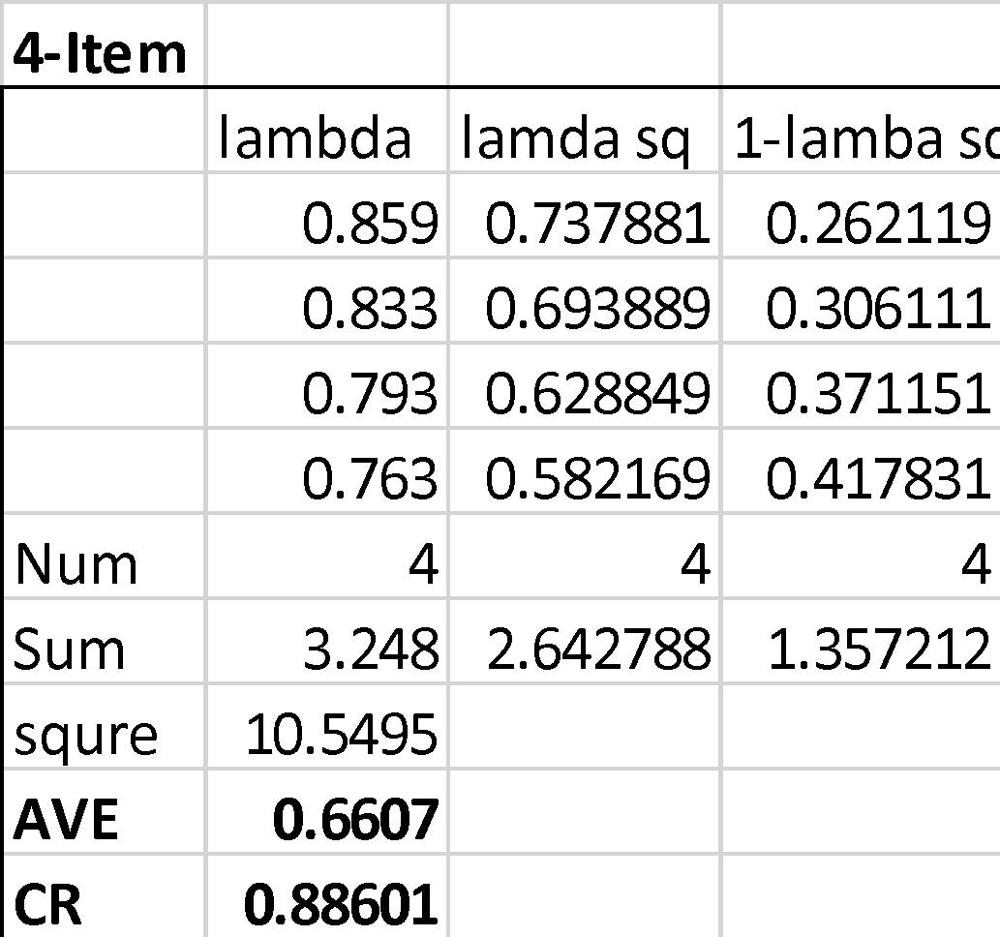 4-Item
lambda lamda sq 1-lamba sq
0.859 0.737881 0.262119
0.833 0.693889 0.306111
0.793 0.628849 0.371151
0.763 0.582169 0.417831
Num 4 4 4
Sum 3.248 2.642788 1.357212
squre 10.5495
AVE 0.6607
CR 0.88601